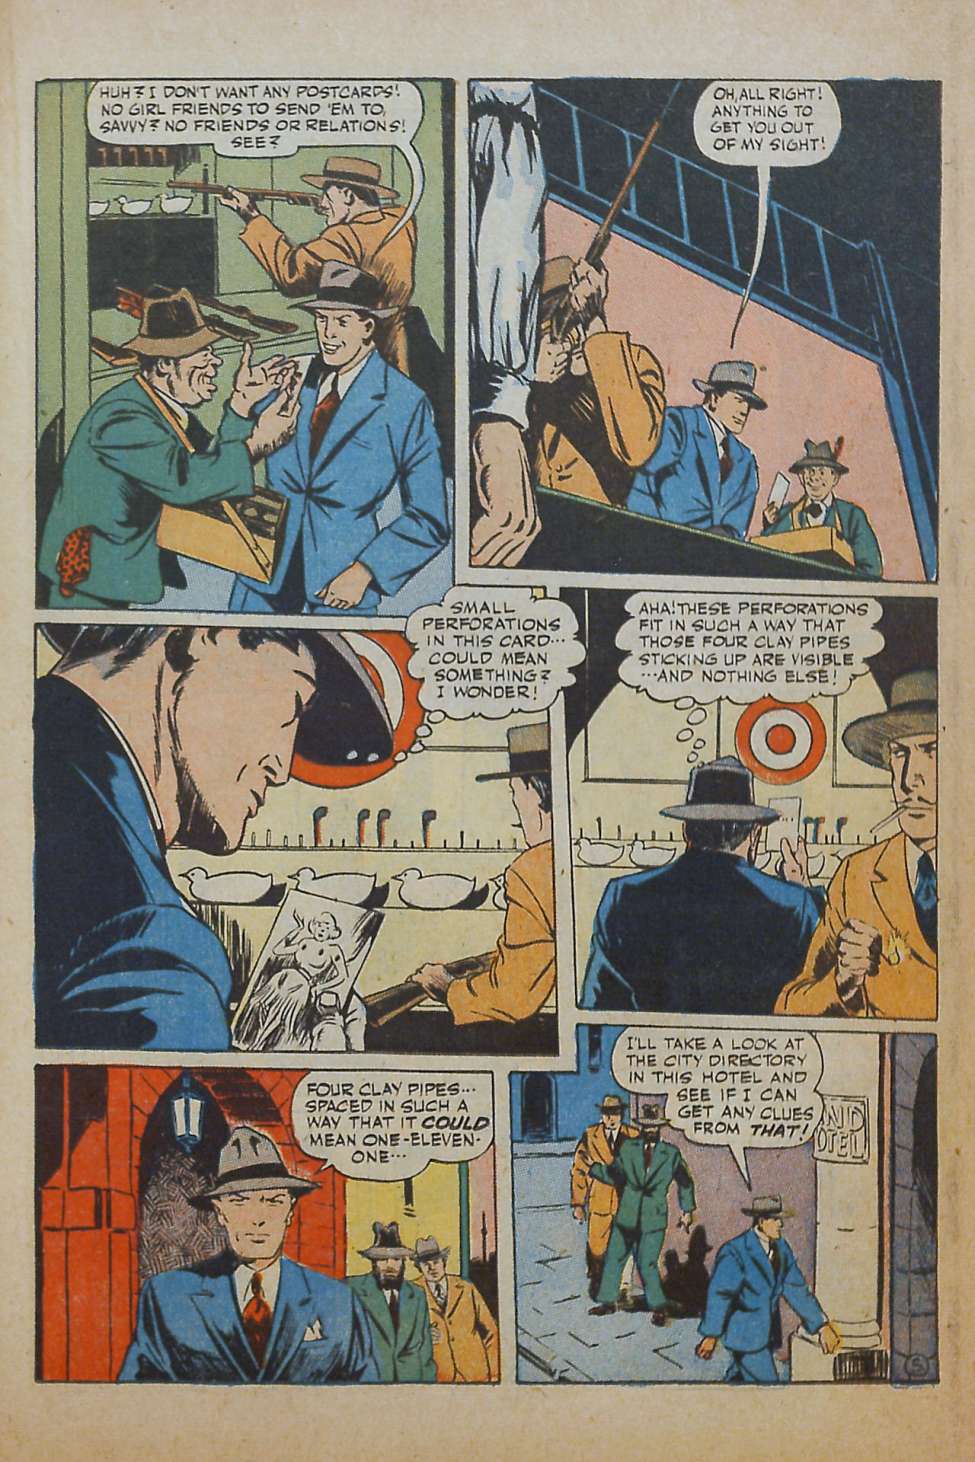 HUH? I DON'T WANT ANY POSTCARDS!
NO GIRL FRIENDS TO SEND 'EM TO,
SAVVY? NO FRIENDS OR RELATIONS!
SEE?
OH, ALL RIGHT!
ANYTHING TO
GET YOU OUT
OF MY SIGHT!
SMALL
PERFORATIONS
IN THIS CARD...
COULD MEAN
SOMETHING?
I WONDER!
AHA! THESE PERFORATIONS
FIT IN SUCH A WAY THAT
THOSE FOUR CLAY PIPES
STICKING UP ARE VISIBLE
...AND NOTHING ELSE!
FOUR CLAY PIPES...
SPACED IN SUCH A
WAY THAT IT COULD
MEAN ONE-ELEVEN-
ONE...
I'LL TAKE A LOOK AT
THE CITY DIRECTORY
IN THIS HOTEL AND
SEE IF I CAN
GET ANY CLUES
FROM THAT!
AND
OTEL
5